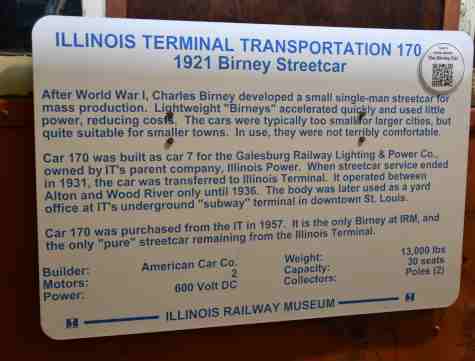 ILLINOIS TERMINAL TRANSPORTATION 170
1921 Birney Streetcar
The Birney Car
After World War I, Charles Birney developed a small single-man streetcar for
mass production. Lightweight "Birneys" accelerated quickly and used little
power, reducing costs. The cars were typically too small for larger cities, but
quite suitable for smaller towns. In use, they were not terribly comfortable.
Car 170 was built as car 7 for the Galesburg Railway Lighting & Power Co.,
owned by IT's parent company, Illinois Power. When streetcar service ended
in 1931, the car was transferred to Illinois Terminal. It operated between
Alton and Wood River only until 1936. The body was later used as a yard
office at IT's underground "subway" terminal in downtown St. Louis.
Car 170 was purchased from the IT in 1957. It is the only Birney at IRM, and
the only "pure" streetcar remaining from the Illinois Terminal.
Builder: American Car Co. Weight: 13,000 lbs
Motors: 2 Capacity: 30 seats
Power: 600 Volt DC Collectors: Poles (2)
ILLINOIS RAILWAY MUSEUM